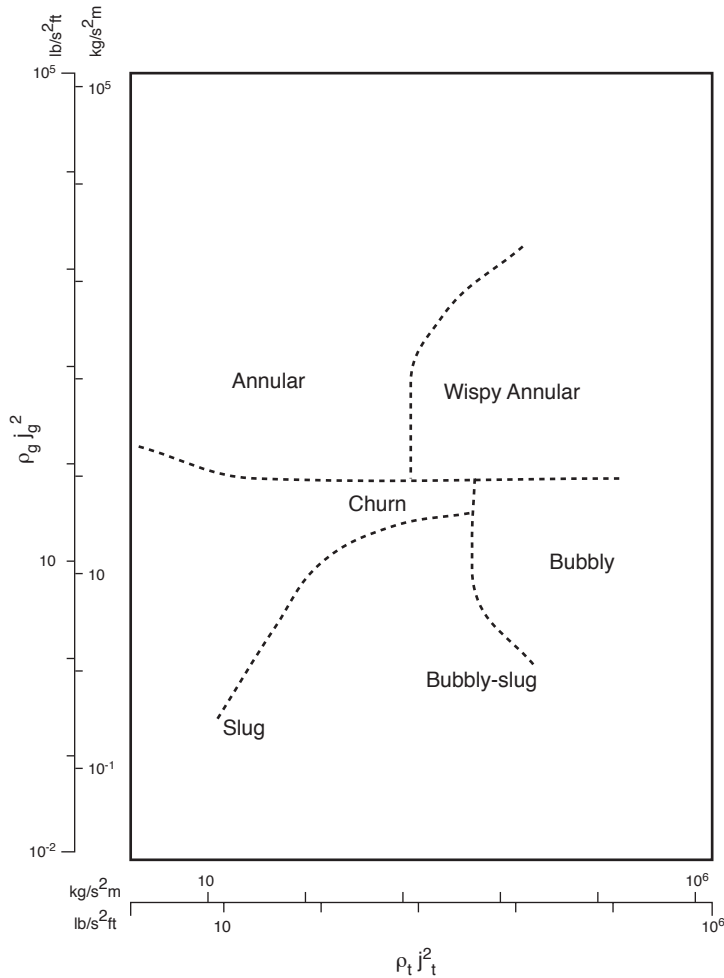 lb/s²ft
kg/s²m
10⁵
10⁵
Annular
Wispy Annular
ρg jg²
Churn
10
10
Bubbly
Bubbly-slug
Slug
10⁻¹
10⁻²
kg/s²m
10
10⁶
lb/s²ft
10
10⁶
ρt j²t